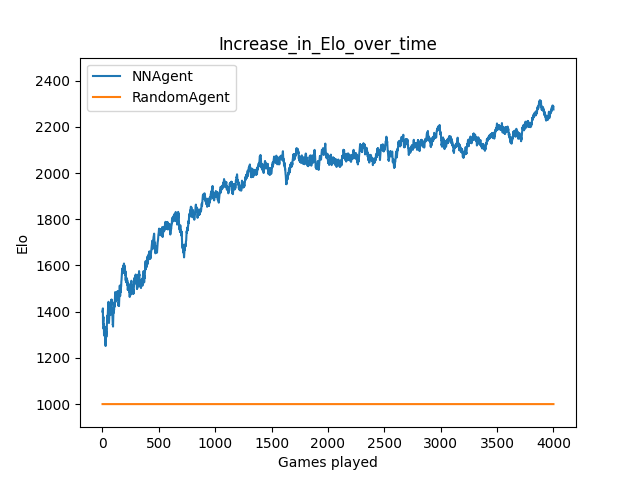 Increase_in_Elo_over_time
NNAgent
RandomAgent
2400
2200
2000
1800
1600
1400
1200
1000
Elo
0 500 1000 1500 2000 2500 3000 3500 4000
Games played